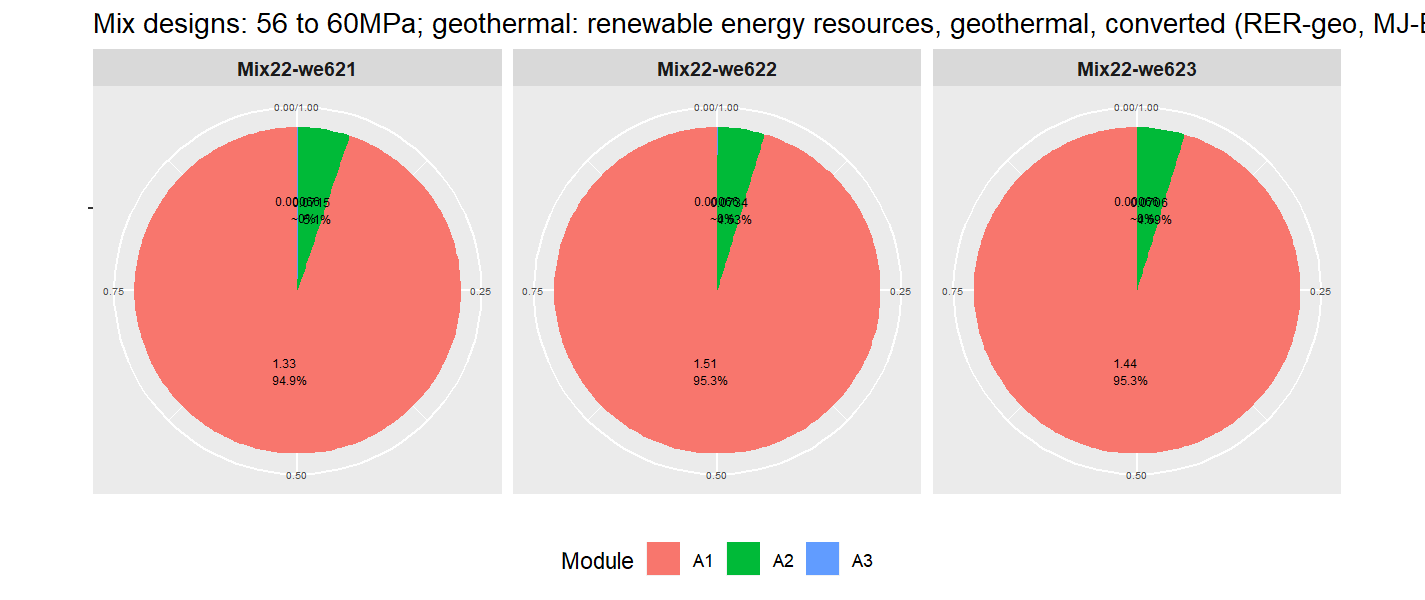 Mix designs: 56 to 60MPa; geothermal: renewable energy resources, geothermal, converted (RER-geo, MJ-
Mix22-we621
Mix22-we622
Mix22-we623
0.00/1.00
0.00/1.00
0.00/1.00
0.75
0.25
0.75
0.25
0.75
0.25
1.33
94.9%
1.51
95.3%
1.44
95.3%
0.50
0.50
0.50
Module
A1
A2
A3